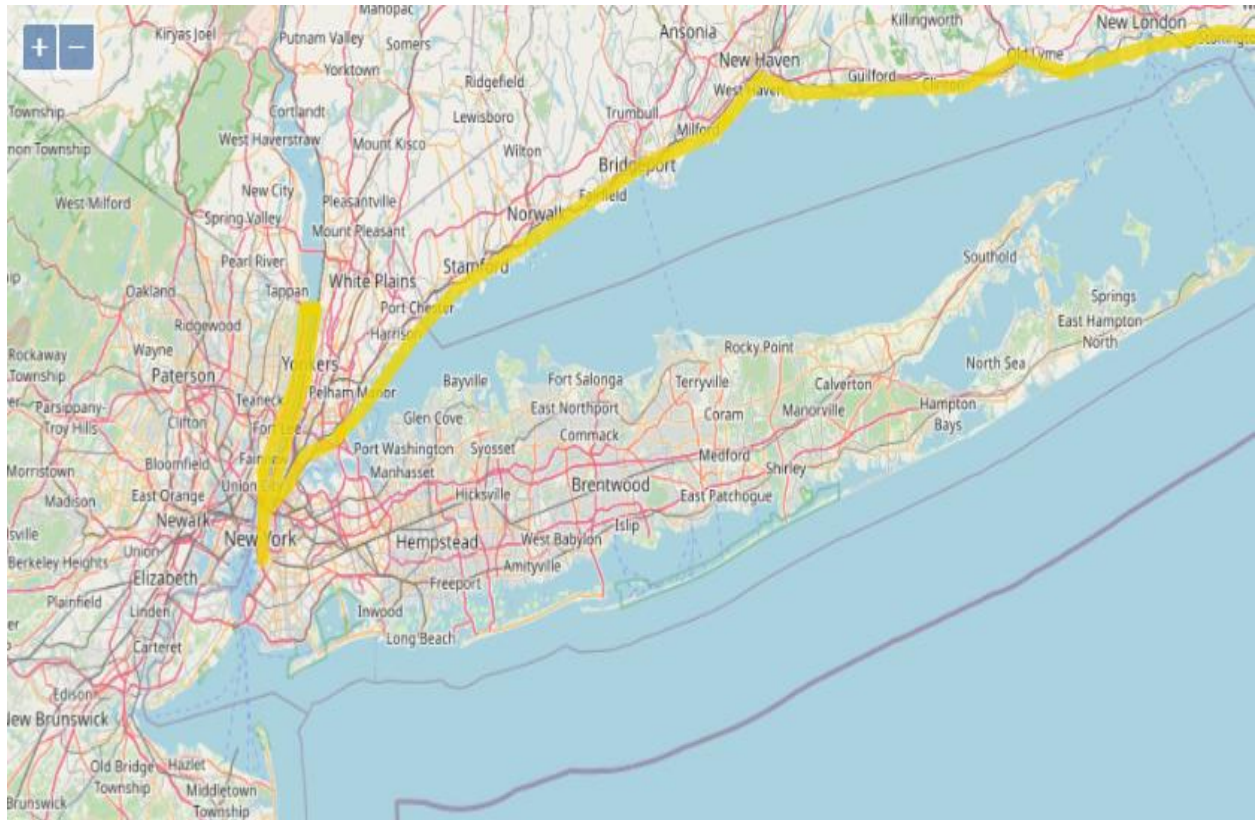 Mahopac
Kiryas Joel
Putnam Valley
Somers
Yorktown
Ansonia
Killingworth
New London
Ridgefield
New Haven
Old Lyme
Stonington
Township
Cortlandt
Lewisboro
Trumbull
West Haven
Guilford
Clinton
West Haverstraw
Mount Kisco
Wilton
Milford
non Township
New City
Pleasantville
Bridgeport
West Milford
Spring Valley
Mount Pleasant
Norwalk
Fairfield
Pearl River
White Plains
Stamford
Southold
Oakland
Tappan
Port Chester
Springs
Ridgewood
Harrison
East Hampton
Rockaway
Township
Wayne
Yonkers
Rocky Point
North Sea
North
Paterson
Pelham Manor
Bayville
Fort Salonga
Terryville
Calverton
Parsippany-
Troy Hills
Teaneck
Glen Cove
East Northport
Coram
Manorville
Hampton
Bays
Clifton
Fort Lee
Port Washington
Syosset
Commack
Morristown
Bloomfield
Fairview
Manhasset
Medford
Shirley
Madison
East Orange
Union City
Hicksville
Brentwood
East Patchogue
Newark
New York
Hempstead
West Babylon
Islip
Union
Berkeley Heights
Elizabeth
Amityville
Freeport
Plainfield
Linden
Inwood
Carteret
Long Beach
Edison
New Brunswick
Old Bridge
Township
Hazlet
Middletown
Township
Brunswick